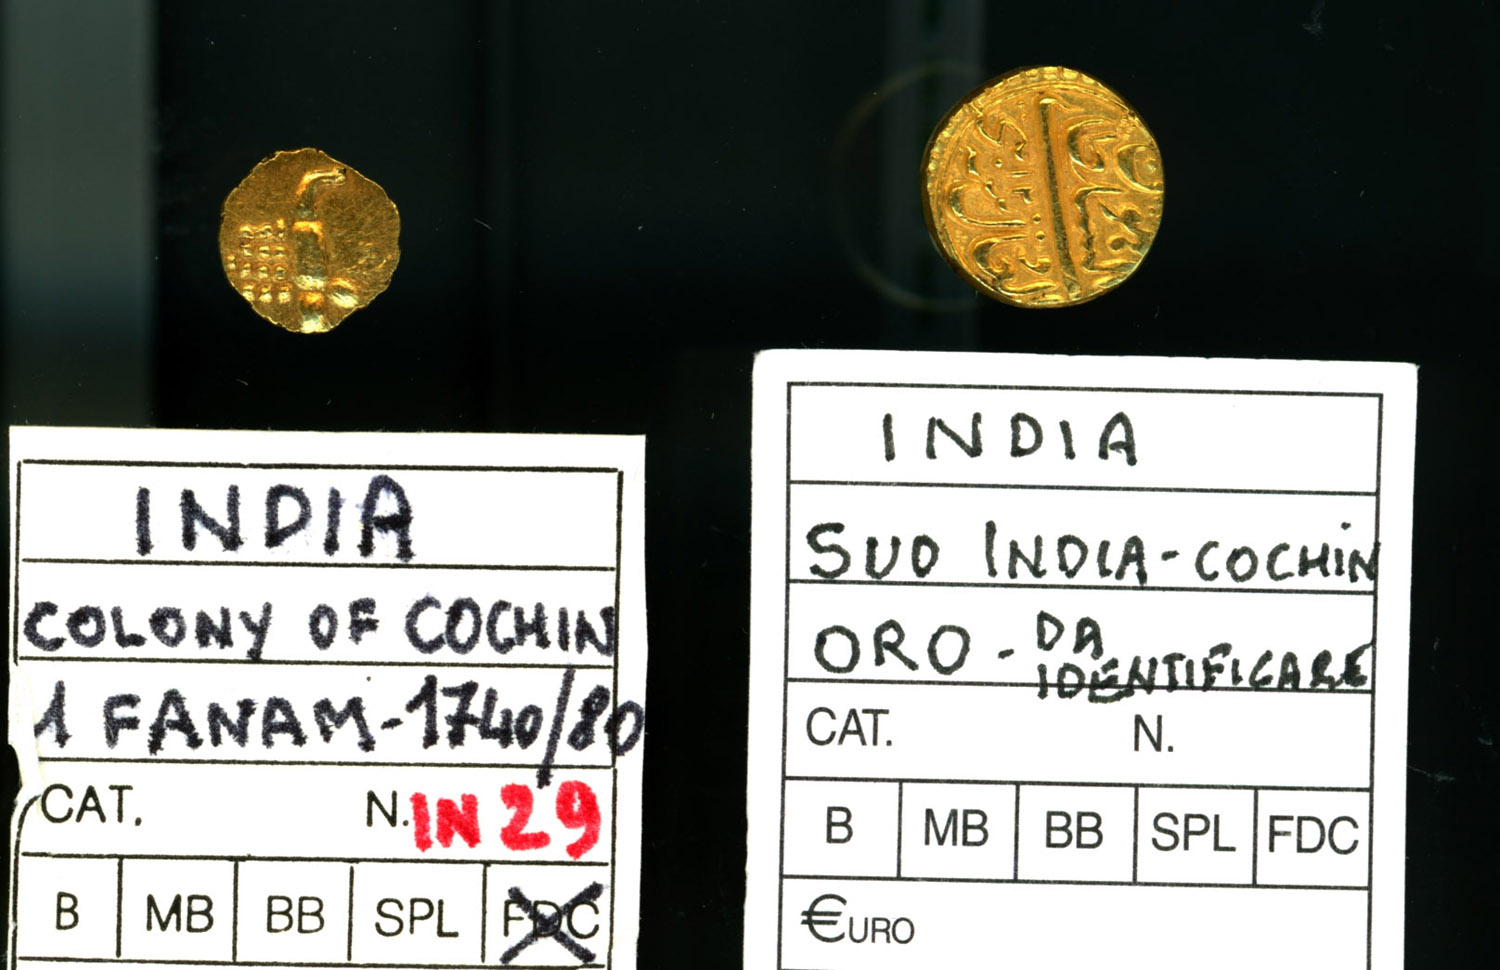 INDIA
COLONY OF COCHIN
1 FANAM-1740/80
CAT. N. IN 29
B MB BB SPL FDC
INDIA
SUD INDIA-COCHIN
ORO - DA
IDENTIFICARE
CAT. N.
B MB BB SPL FDC
€URO